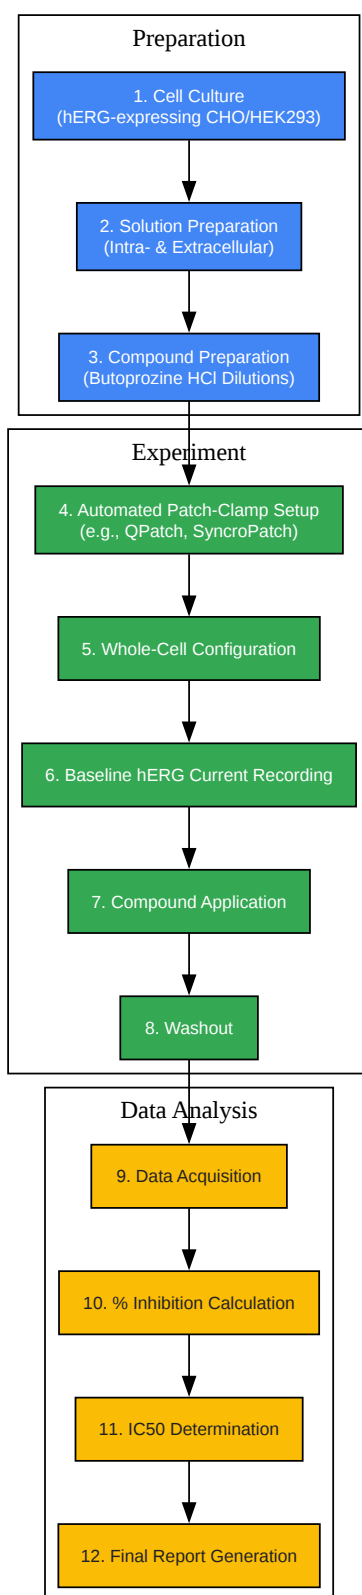 Preparation
1. Cell Culture
(hERG-expressing CHO/HEK293)
2. Solution Preparation
(Intra- & Extracellular)
3. Compound Preparation
(Butoprozine HCl Dilutions)
Experiment
4. Automated Patch-Clamp Setup
(e.g., QPatch, SyncroPatch)
5. Whole-Cell Configuration
6. Baseline hERG Current Recording
7. Compound Application
8. Washout
Data Analysis
9. Data Acquisition
10. % Inhibition Calculation
11. IC50 Determination
12. Final Report Generation